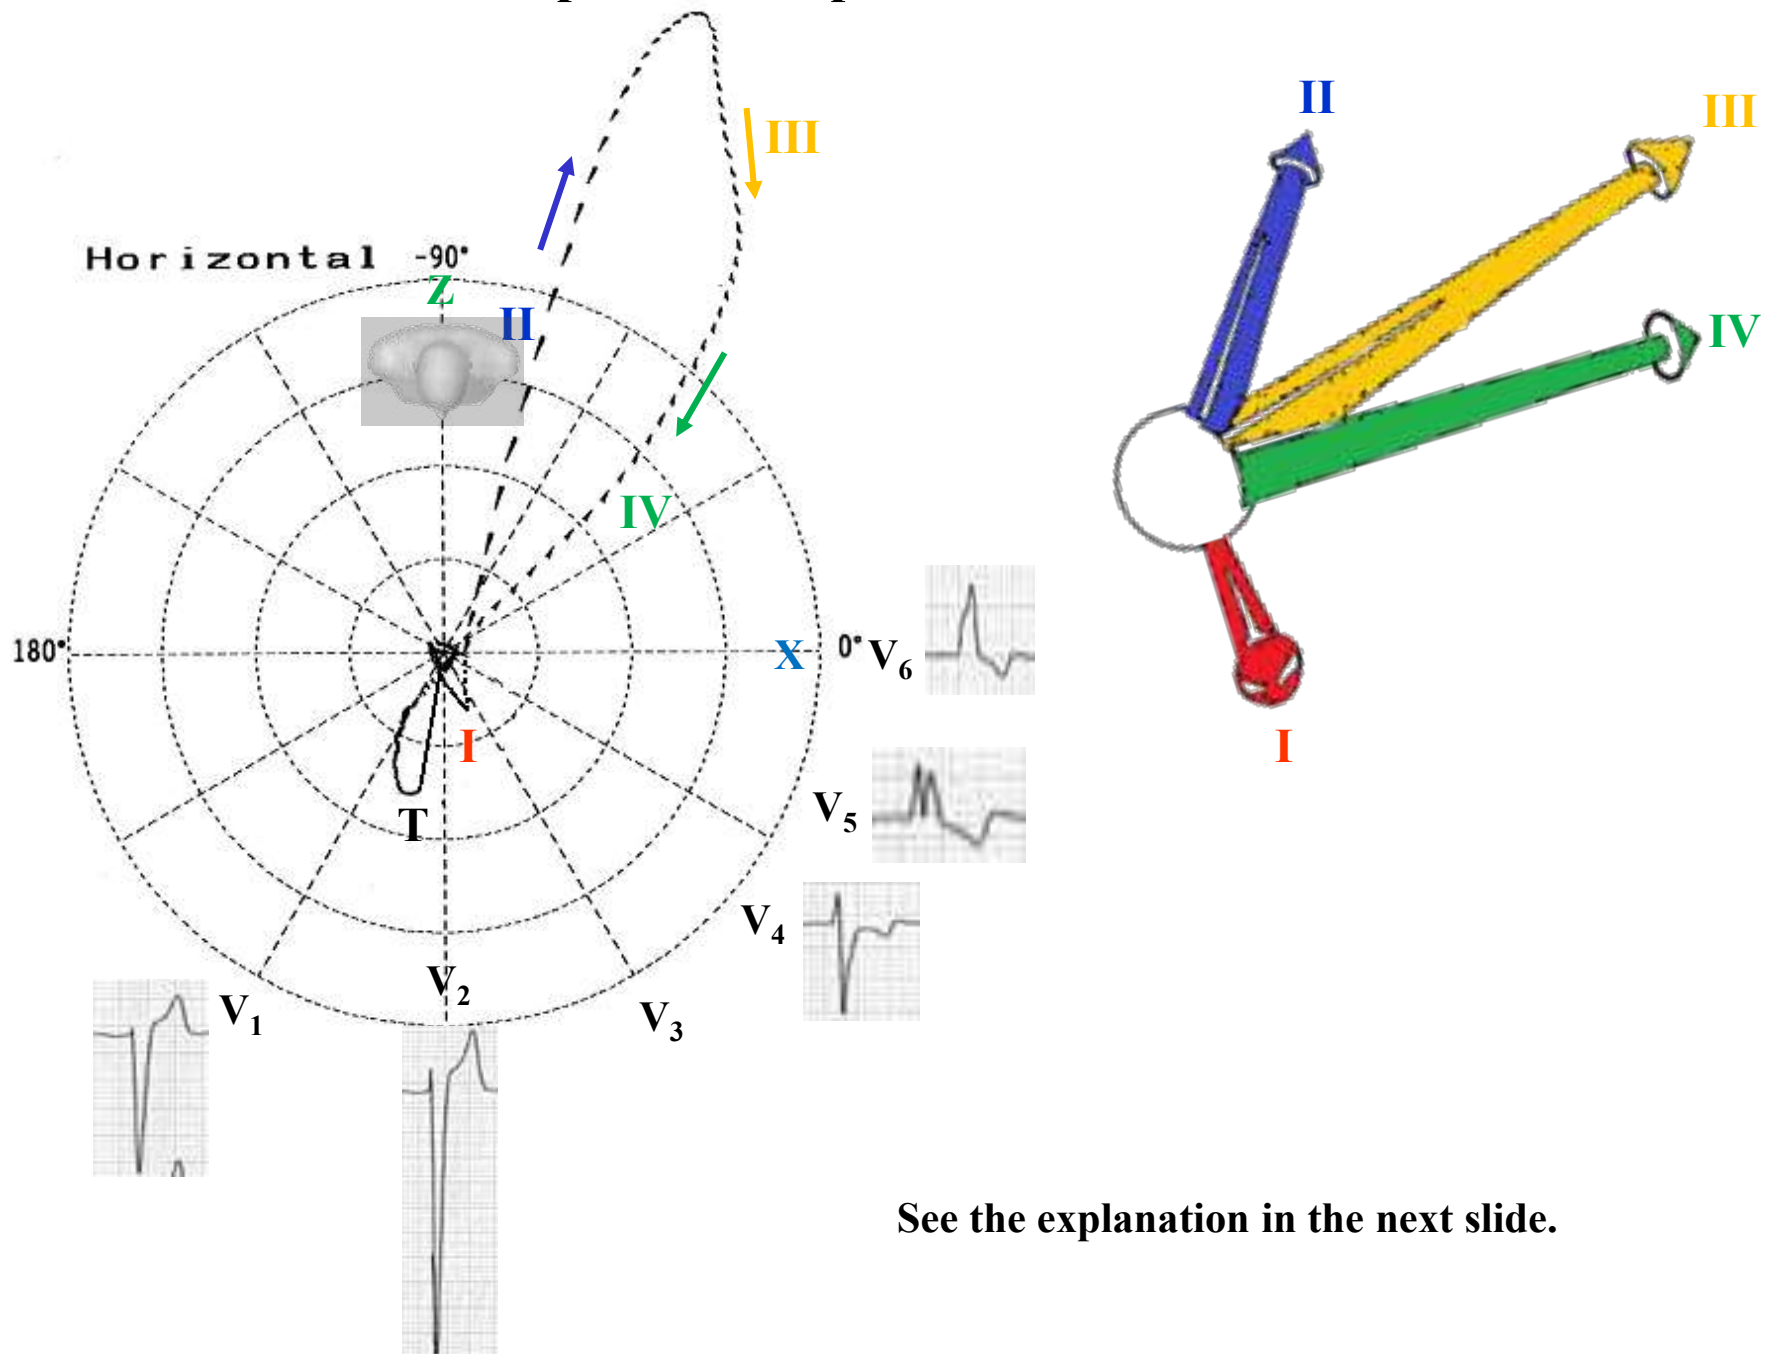 II
III
III
Horizontal
-90°
Z
II
IV
IV
180°
X
0°
V6
I
I
V5
T
V4
V2
V1
V3
See the explanation in the next slide.